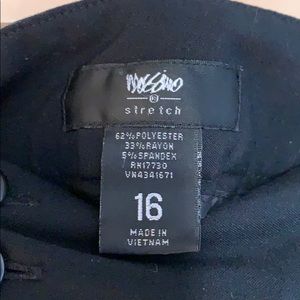 Mossimo
stretch
62%POLYESTER
33%RAYON
5%SPANDEX
RN17730
VN4341671
16
MADE IN
VIETNAM